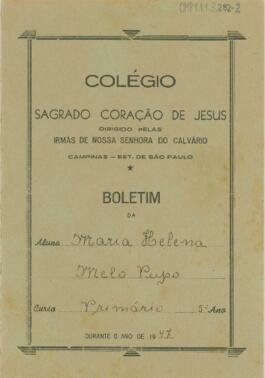 COLÉGIO
SAGRADO CORAÇÃO DE JESUS
DIRIGIDO PELAS
IRMÃS DE NOSSA SENHORA DO CALVÁRIO
CAMPINAS – EST. DE SÃO PAULO
BOLETIM
DA
Aluna Maria Helena
Melo Pupo
Curso Primário 5º Ano
DURANTE O ANO DE 1947